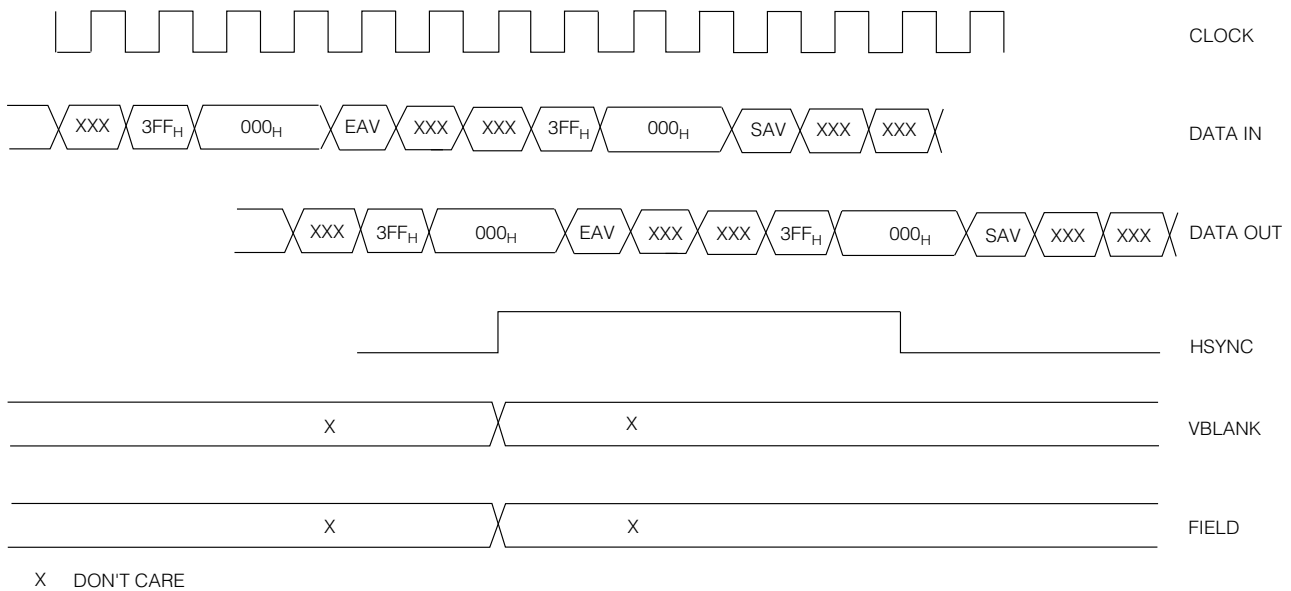 CLOCK
XXX 3FFH 000H EAV XXX XXX 3FFH 000H SAV XXX XXX DATA IN
XXX 3FFH 000H EAV XXX XXX 3FFH 000H SAV XXX XXX DATA OUT
HSYNC
X X VBLANK
X X FIELD
X DON'T CARE